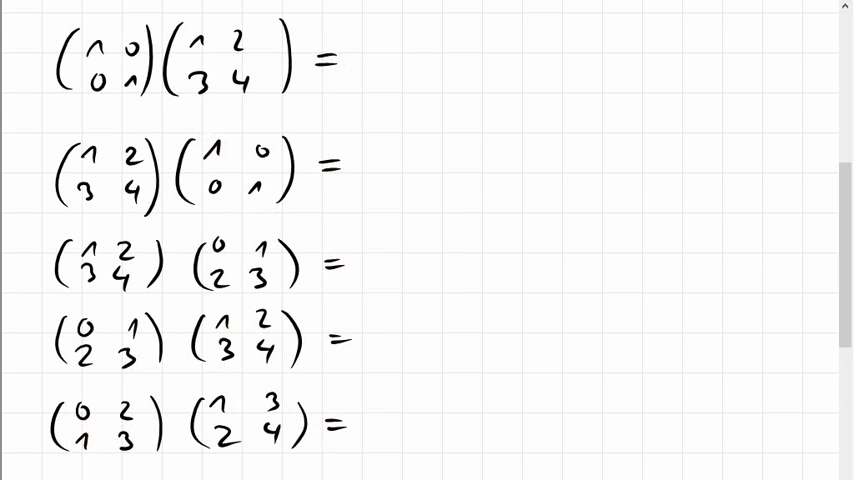 (1 0)(1 2) =
(0 1)(3 4)
(1 2)(1 0) =
(3 4)(0 1)
(1 2)(0 1) =
(3 4)(2 3)
(0 1)(1 2) =
(2 3)(3 4)
(0 2)(1 3) =
(1 3)(2 4)